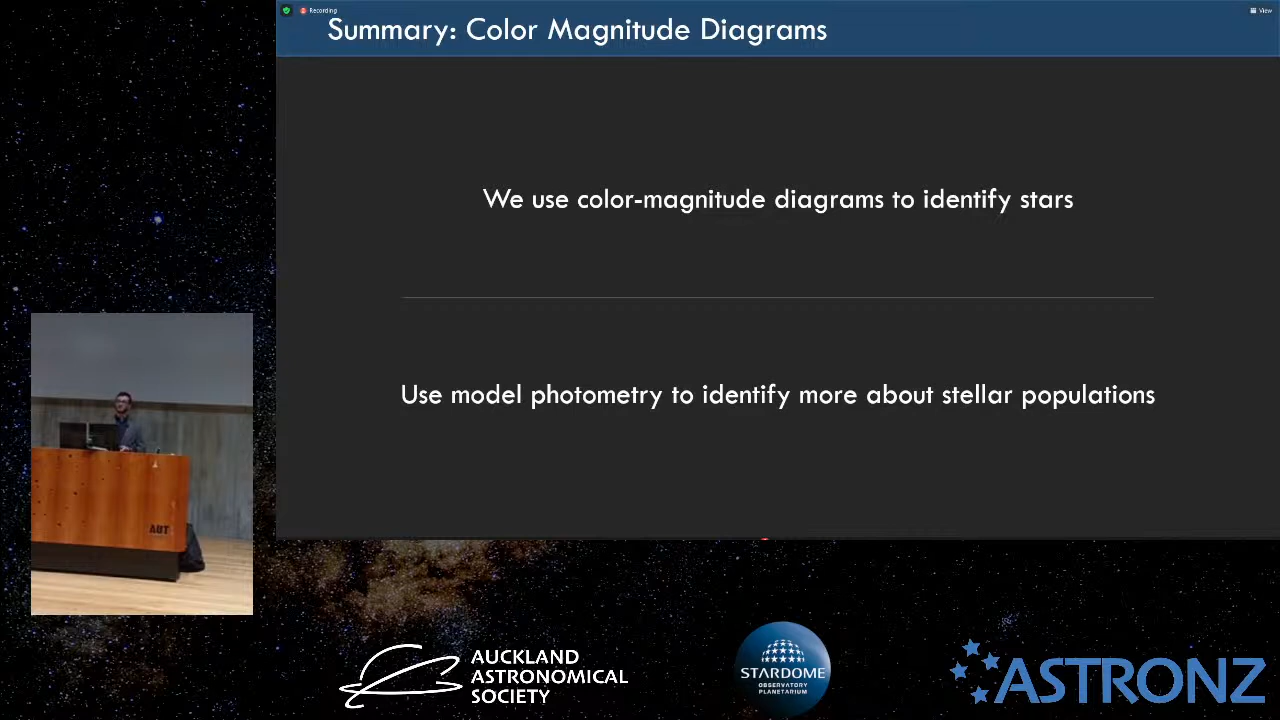 Recording
View
Summary: Color Magnitude Diagrams
We use color-magnitude diagrams to identify stars
Use model photometry to identify more about stellar populations
AUT
AUCKLAND
ASTRONOMICAL
SOCIETY
STARDOME
OBSERVATORY
PLANETARIUM
ASTRONZ